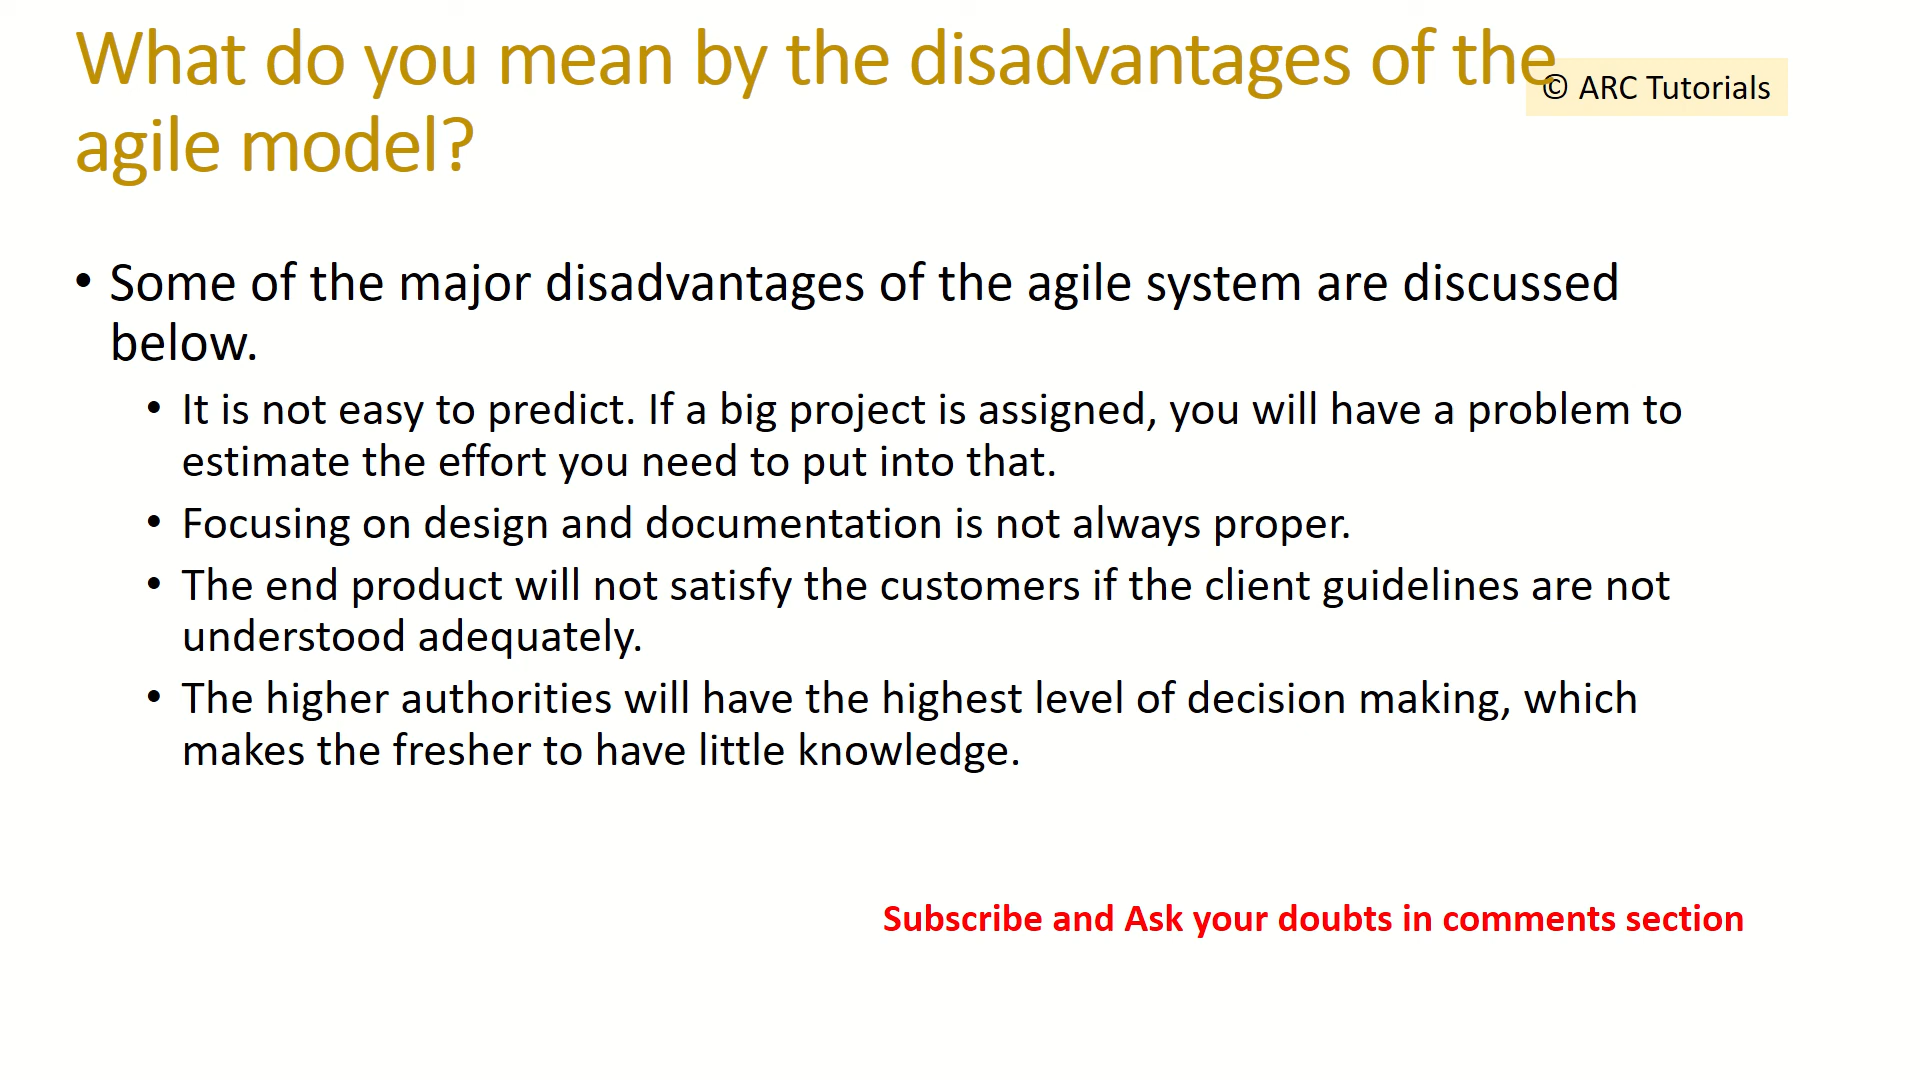 What do you mean by the disadvantages of the
agile model?
© ARC Tutorials
• Some of the major disadvantages of the agile system are discussed
below.
• It is not easy to predict. If a big project is assigned, you will have a problem to
estimate the effort you need to put into that.
• Focusing on design and documentation is not always proper.
• The end product will not satisfy the customers if the client guidelines are not
understood adequately.
• The higher authorities will have the highest level of decision making, which
makes the fresher to have little knowledge.
Subscribe and Ask your doubts in comments section